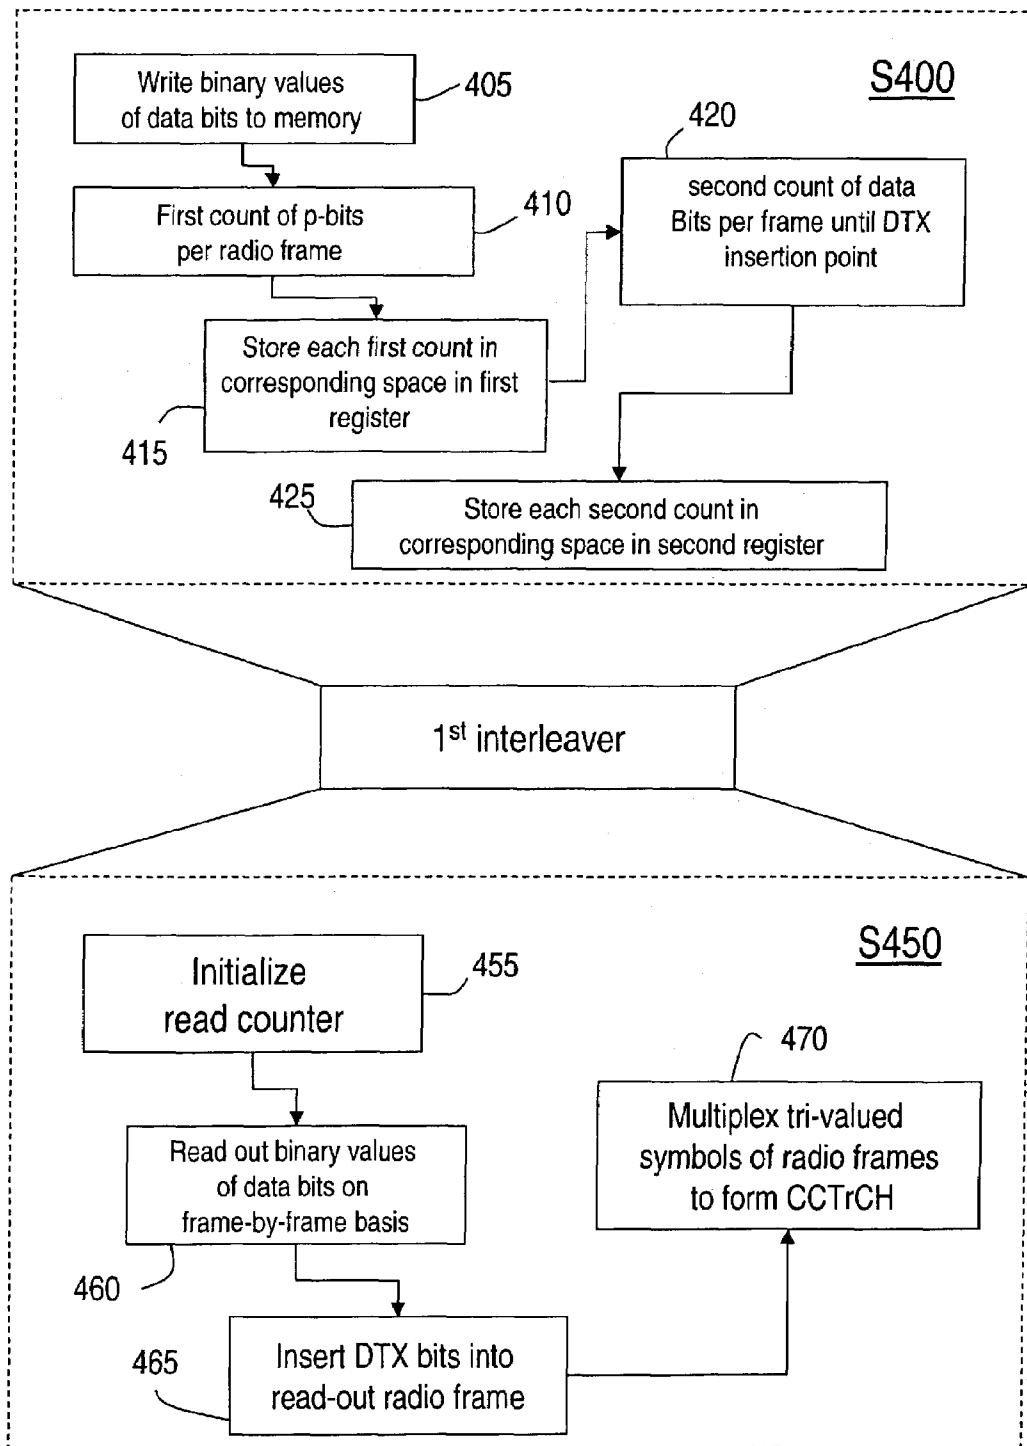 S400
Write binary values
of data bits to memory
405
First count of p-bits
per radio frame
410
Store each first count in
corresponding space in first
register
415
420
second count of data
Bits per frame until DTX
insertion point
425
Store each second count in
corresponding space in second register
1st interleaver
S450
Initialize
read counter
455
Read out binary values
of data bits on
frame-by-frame basis
460
Insert DTX bits into
read-out radio frame
465
470
Multiplex tri-valued
symbols of radio frames
to form CCTrCH